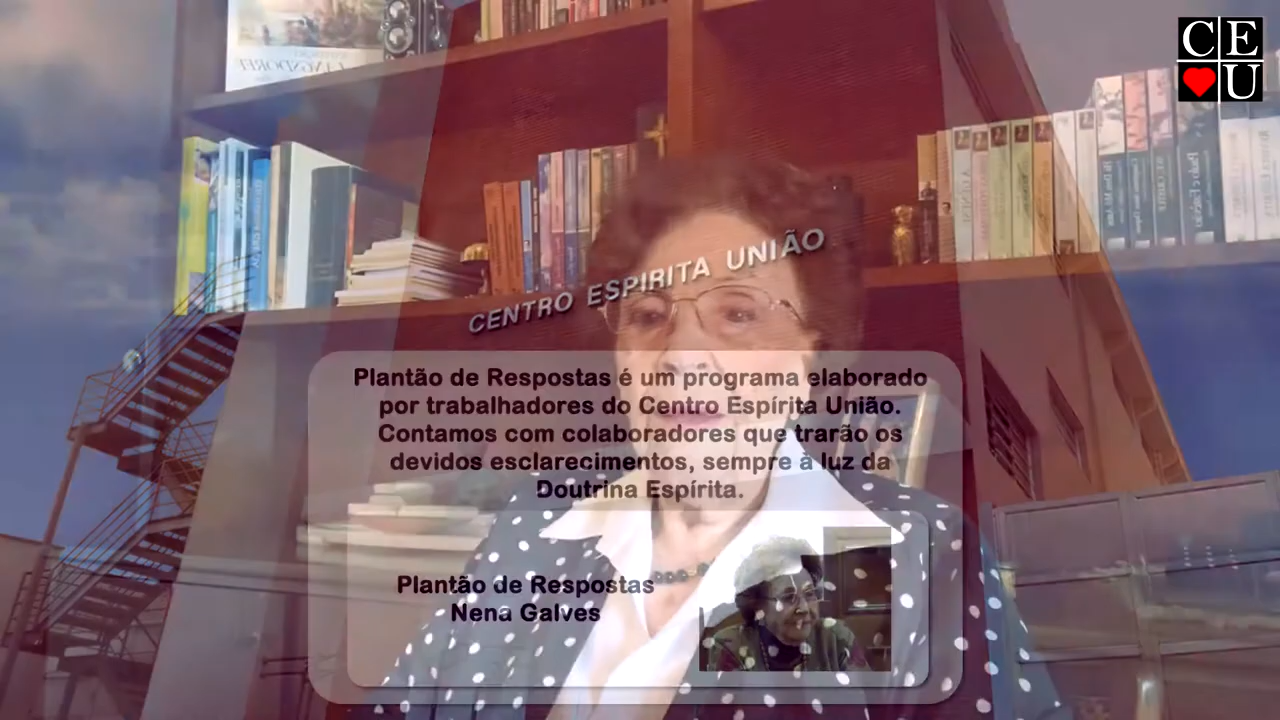 CE
U
CENTRO ESPIRITA UNIÃO
Plantão de Respostas é um programa elaborado
por trabalhadores do Centro Espírita União.
Contamos com colaboradores que trarão os
devidos esclarecimentos, sempre à luz da
Doutrina Espírita.
Plantão de Respostas
Nena Galves